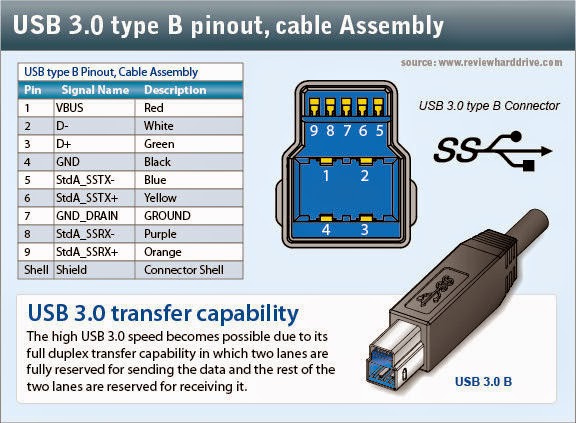 USB 3.0 type B pinout, cable Assembly
source: www.reviewharddrive.com
USB type B Pinout, Cable Assembly
Pin Signal Name Description
1 VBUS Red
2 D- White
3 D+ Green
4 GND Black
5 StdA_SSTX- Blue
6 StdA_SSTX+ Yellow
7 GND_DRAIN GROUND
8 StdA_SSRX- Purple
9 StdA_SSRX+ Orange
Shell Shield Connector Shell
9 8 7 6 5
1 2
4 3
USB 3.0 type B Connector
SS
USB 3.0 transfer capability
The high USB 3.0 speed becomes possible due to its
full duplex transfer capability in which two lanes are
fully reserved for sending the data and the rest of the
two lanes are reserved for receiving it.
SS
USB 3.0 B